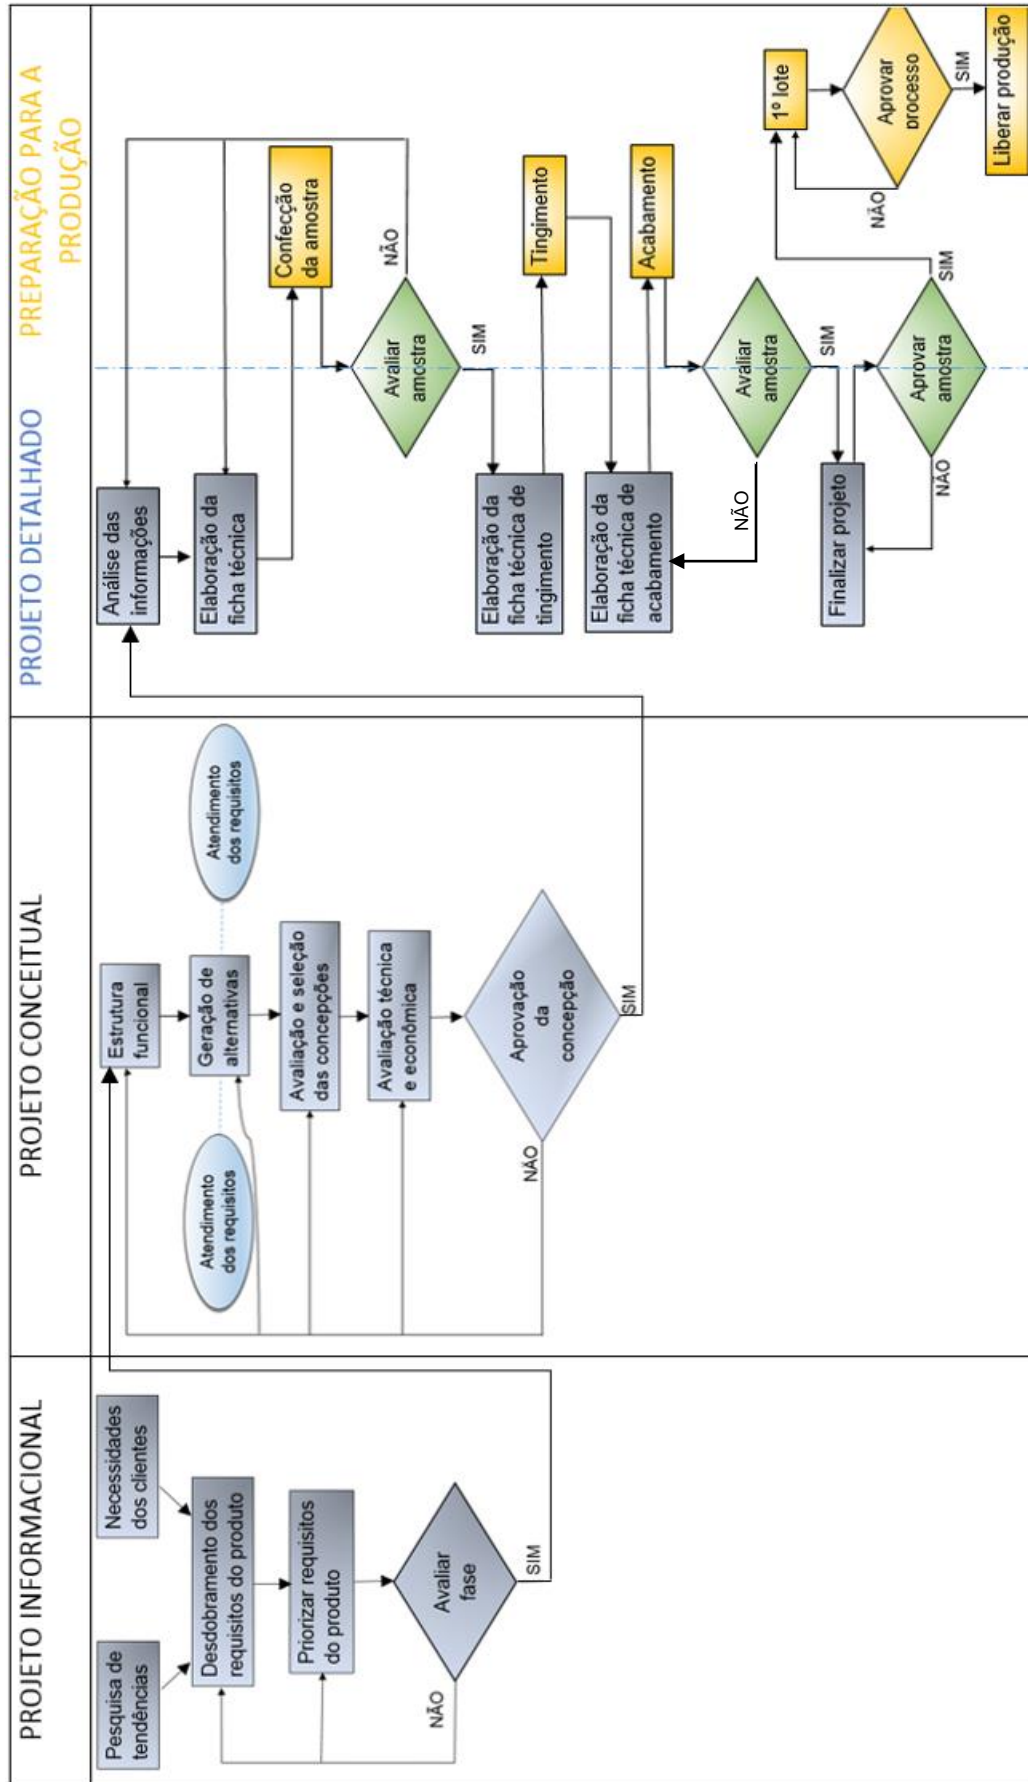 PROJETO INFORMACIONAL
Pesquisa de
tendências
Necessidades
dos clientes
Desdobramento dos
requisitos do produto
Priorizar requisitos
do produto
Avaliar
fase
NÃO
SIM
PROJETO CONCEITUAL
Estrutura
funcional
Atendimento
dos requisitos
Geração de
alternativas
Atendimento
dos requisitos
Avaliação e seleção
das concepções
Avaliação técnica
e econômica
Aprovação
da
concepção
NÃO
SIM
PROJETO DETALHADO
PREPARAÇÃO PARA A
PRODUÇÃO
Análise das
informações
Elaboração da
ficha técnica
Confecção
da amostra
Avaliar
amostra
NÃO
SIM
Elaboração da
ficha técnica de
tingimento
Tingimento
Elaboração da
ficha técnica de
acabamento
Acabamento
Avaliar
amostra
NÃO
SIM
Finalizar projeto
Aprovar
amostra
NÃO
SIM
1º lote
Aprovar
processo
NÃO
SIM
Liberar produção